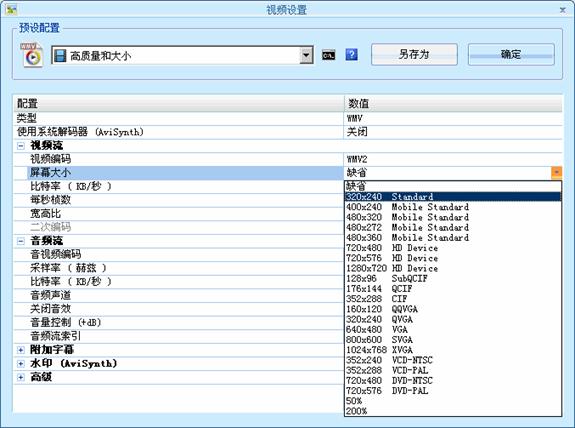 视频设置
预设配置
WMV
高质量和大小
另存为
确定
配置 数值
类型 WMV
使用系统解码器 (AviSynth) 关闭
视频流
视频编码 WMV2
屏幕大小 缺省
比特率 ( KB/秒 )
每秒桢数
宽高比
二次编码
音频流
音视频编码
采样率 ( 赫兹 )
比特率 ( KB/秒 )
音频声道
关闭音效
音量控制 (+dB)
音频流索引
附加字幕
水印 (AviSynth)
高级
缺省
320x240 Standard
400x240 Mobile Standard
480x320 Mobile Standard
480x272 Mobile Standard
480x360 Mobile Standard
720x480 HD Device
720x576 HD Device
1280x720 HD Device
128x96 SubQCIF
176x144 QCIF
352x288 CIF
160x120 QQVGA
320x240 QVGA
640x480 VGA
800x600 SVGA
1024x768 XVGA
352x240 VCD-NTSC
352x288 VCD-PAL
720x480 DVD-NTSC
720x576 DVD-PAL
50%
200%